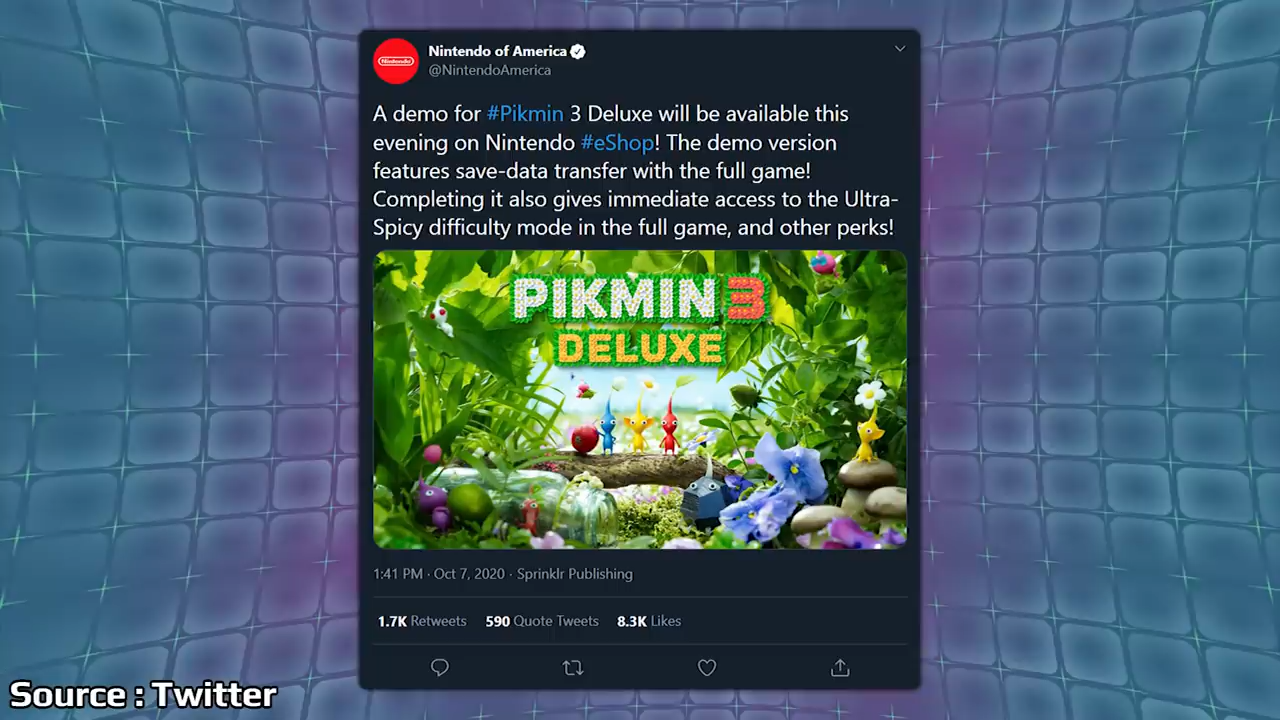 Nintendo of America
@NintendoAmerica
Nintendo
A demo for #Pikmin 3 Deluxe will be available this
evening on Nintendo #eShop! The demo version
features save-data transfer with the full game!
Completing it also gives immediate access to the Ultra-
Spicy difficulty mode in the full game, and other perks!
PIKMIN 3
DELUXE
1:41 PM · Oct 7, 2020 · Sprinklr Publishing
1.7K Retweets 590 Quote Tweets 8.3K Likes
Source : Twitter